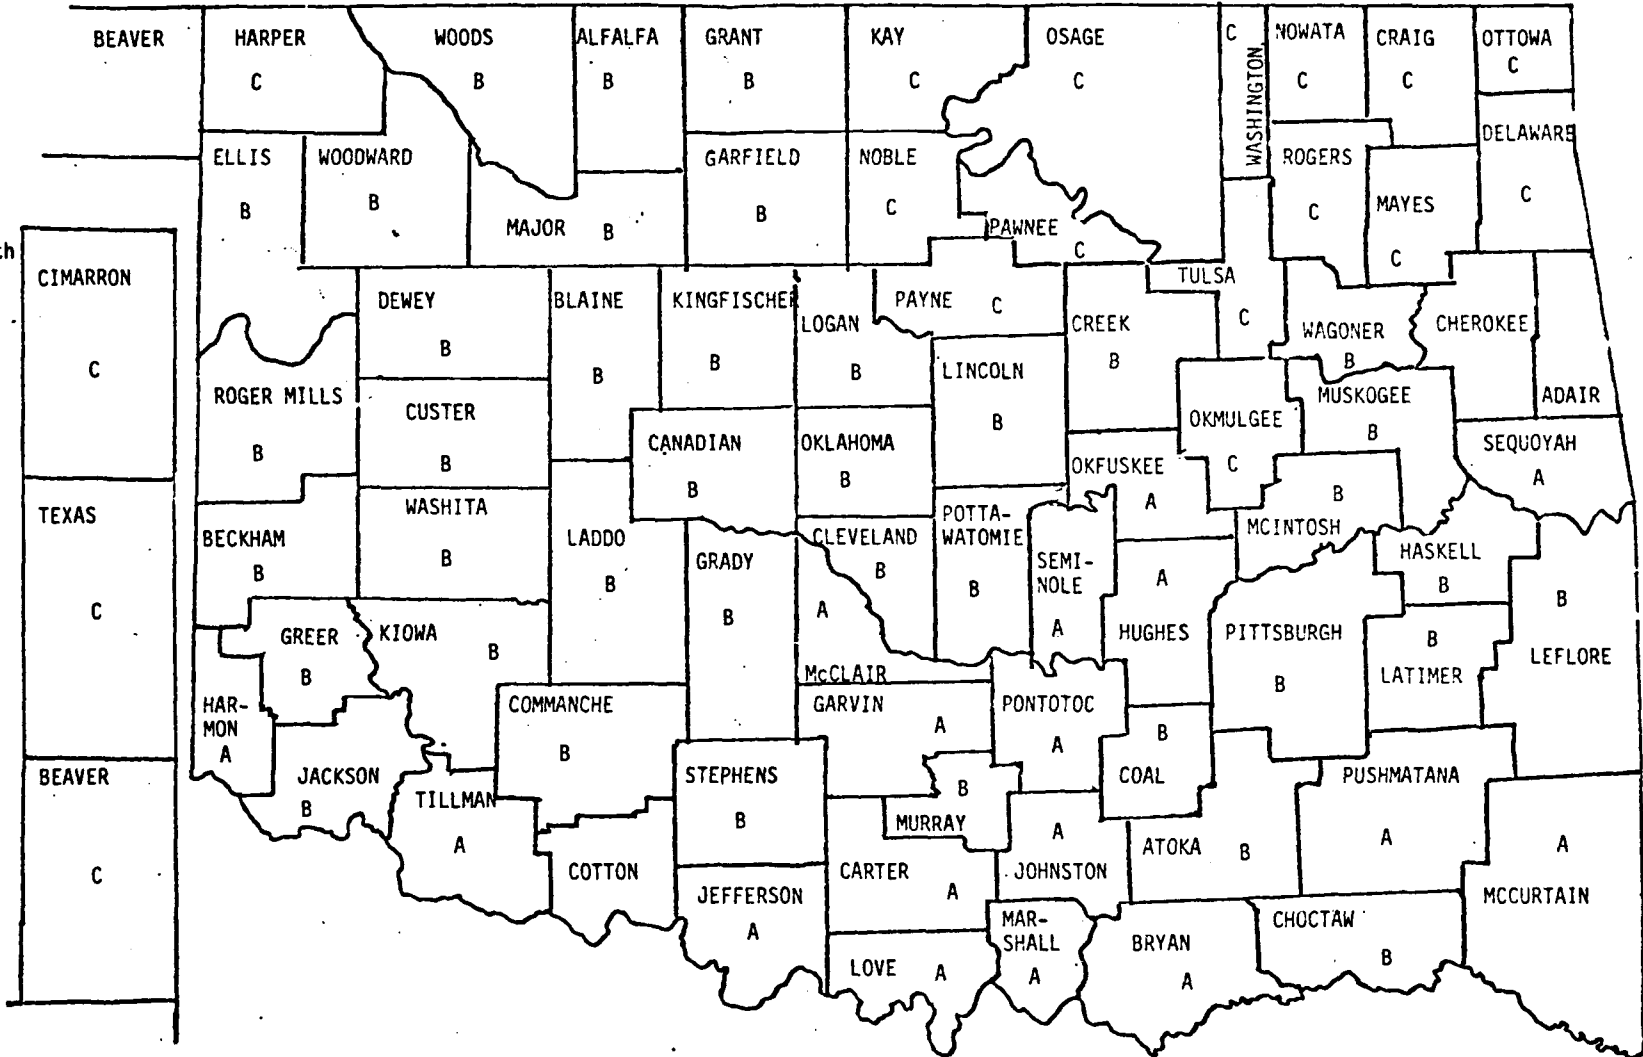 BEAVER
HARPER
C
WOODS
B
ALFALFA
B
GRANT
B
KAY
C
OSAGE
C
C
WASHINGTON
NOWATA
C
CRAIG
C
OTTOWA
C
ELLIS
B
WOODWARD
B
MAJOR B
GARFIELD
B
NOBLE
C
PAWNEE
C
ROGERS
C
MAYES
C
DELAWARE
C
CIMARRON
C
DEWEY
B
BLAINE
B
KINGFISCHER
B
LOGAN
B
PAYNE C
CREEK
B
TULSA
C
WAGONER
B
CHEROKEE
ADAIR
ROGER MILLS
B
CUSTER
B
CANADIAN
B
OKLAHOMA
B
LINCOLN
B
OKMULGEE
C
MUSKOGEE
B
SEQUOYAH
A
TEXAS
C
BECKHAM
B
WASHITA
B
LADDO
B
GRADY
B
CLEVELAND
B
A
McCLAIR
POTTA-
WATOMIE
B
SEMI-
NOLE
A
OKFUSKEE
A
A
HUGHES
B
MCINTOSH
HASKELL
B
GREER
B
KIOWA
B
PITTSBURGH
B
B
LATIMER
B
LEFLORE
HAR-
MON
A
COMMANCHE
B
GARVIN
A
PONTOTOC
A
B
COAL
BEAVER
C
JACKSON
B
TILLMAN
A
STEPHENS
B
B
MURRAY
A
JOHNSTON
ATOKA B
PUSHMATANA
A
A
MCCURTAIN
COTTON
JEFFERSON
A
CARTER
A
MAR-
SHALL
A
BRYAN
A
CHOCTAW
B
LOVE A